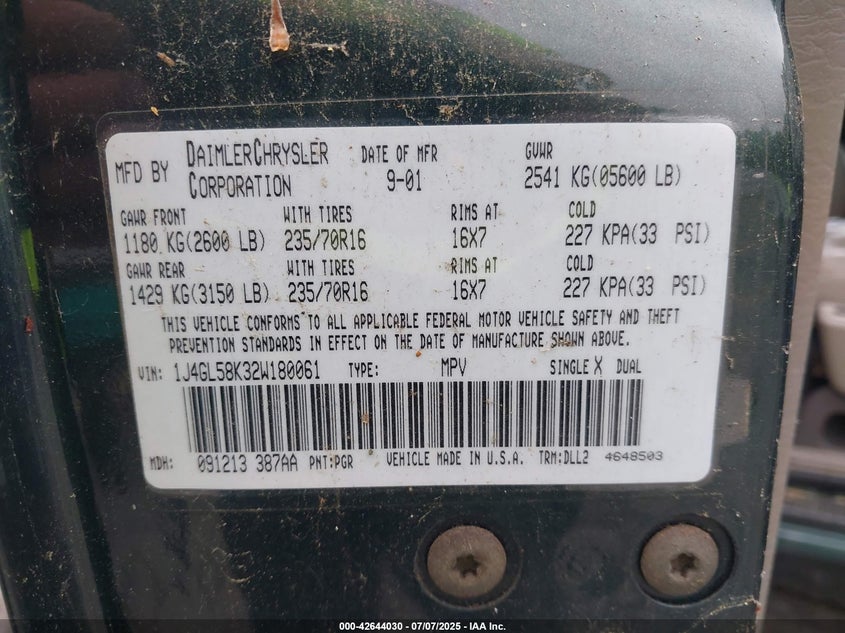 MFD BY DAIMLERCHRYSLER CORPORATION DATE OF MFR 9-01 GVWR 2541 KG(05600 LB)
GAWR FRONT WITH TIRES RIMS AT COLD
1180 KG(2600 LB) 235/70R16 16X7 227 KPA(33 PSI)
GAWR REAR WITH TIRES RIMS AT COLD
1429 KG(3150 LB) 235/70R16 16X7 227 KPA(33 PSI)
THIS VEHICLE CONFORMS TO ALL APPLICABLE FEDERAL MOTOR VEHICLE SAFETY AND THEFT
PREVENTION STANDARDS IN EFFECT ON THE DATE OF MANUFACTURE SHOWN ABOVE.
VIN: 1J4GL58K32W180061 TYPE: MPV SINGLE X DUAL
MDH: 091213 387AA PNT:PGR VEHICLE MADE IN U.S.A. TRM:DLL2 4648503
000-42644030 - 07/07/2025 - IAA Inc.